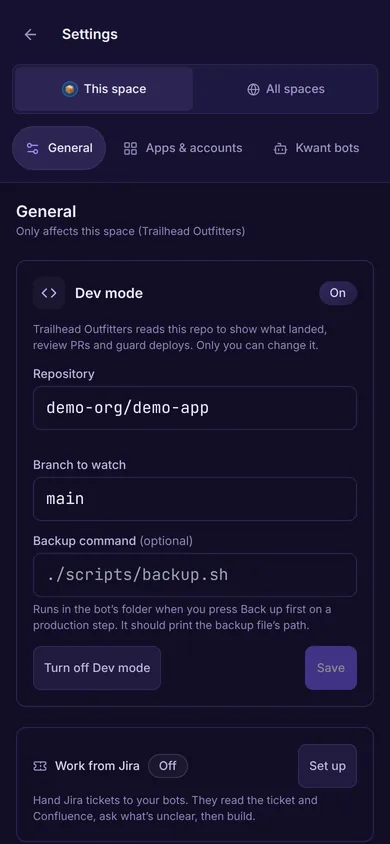 Settings
This space
All spaces
General
Apps & accounts
Kwant bots
General
Only affects this space (Trailhead Outfitters)
Dev mode
On
Trailhead Outfitters reads this repo to show what landed,
review PRs and guard deploys. Only you can change it.
Repository
demo-org/demo-app
Branch to watch
main
Backup command (optional)
./scripts/backup.sh
Runs in the bot’s folder when you press Back up first on a
production step. It should print the backup file’s path.
Turn off Dev mode
Save
Work from Jira
Off
Set up
Hand Jira tickets to your bots. They read the ticket and
Confluence, ask what’s unclear, then build.